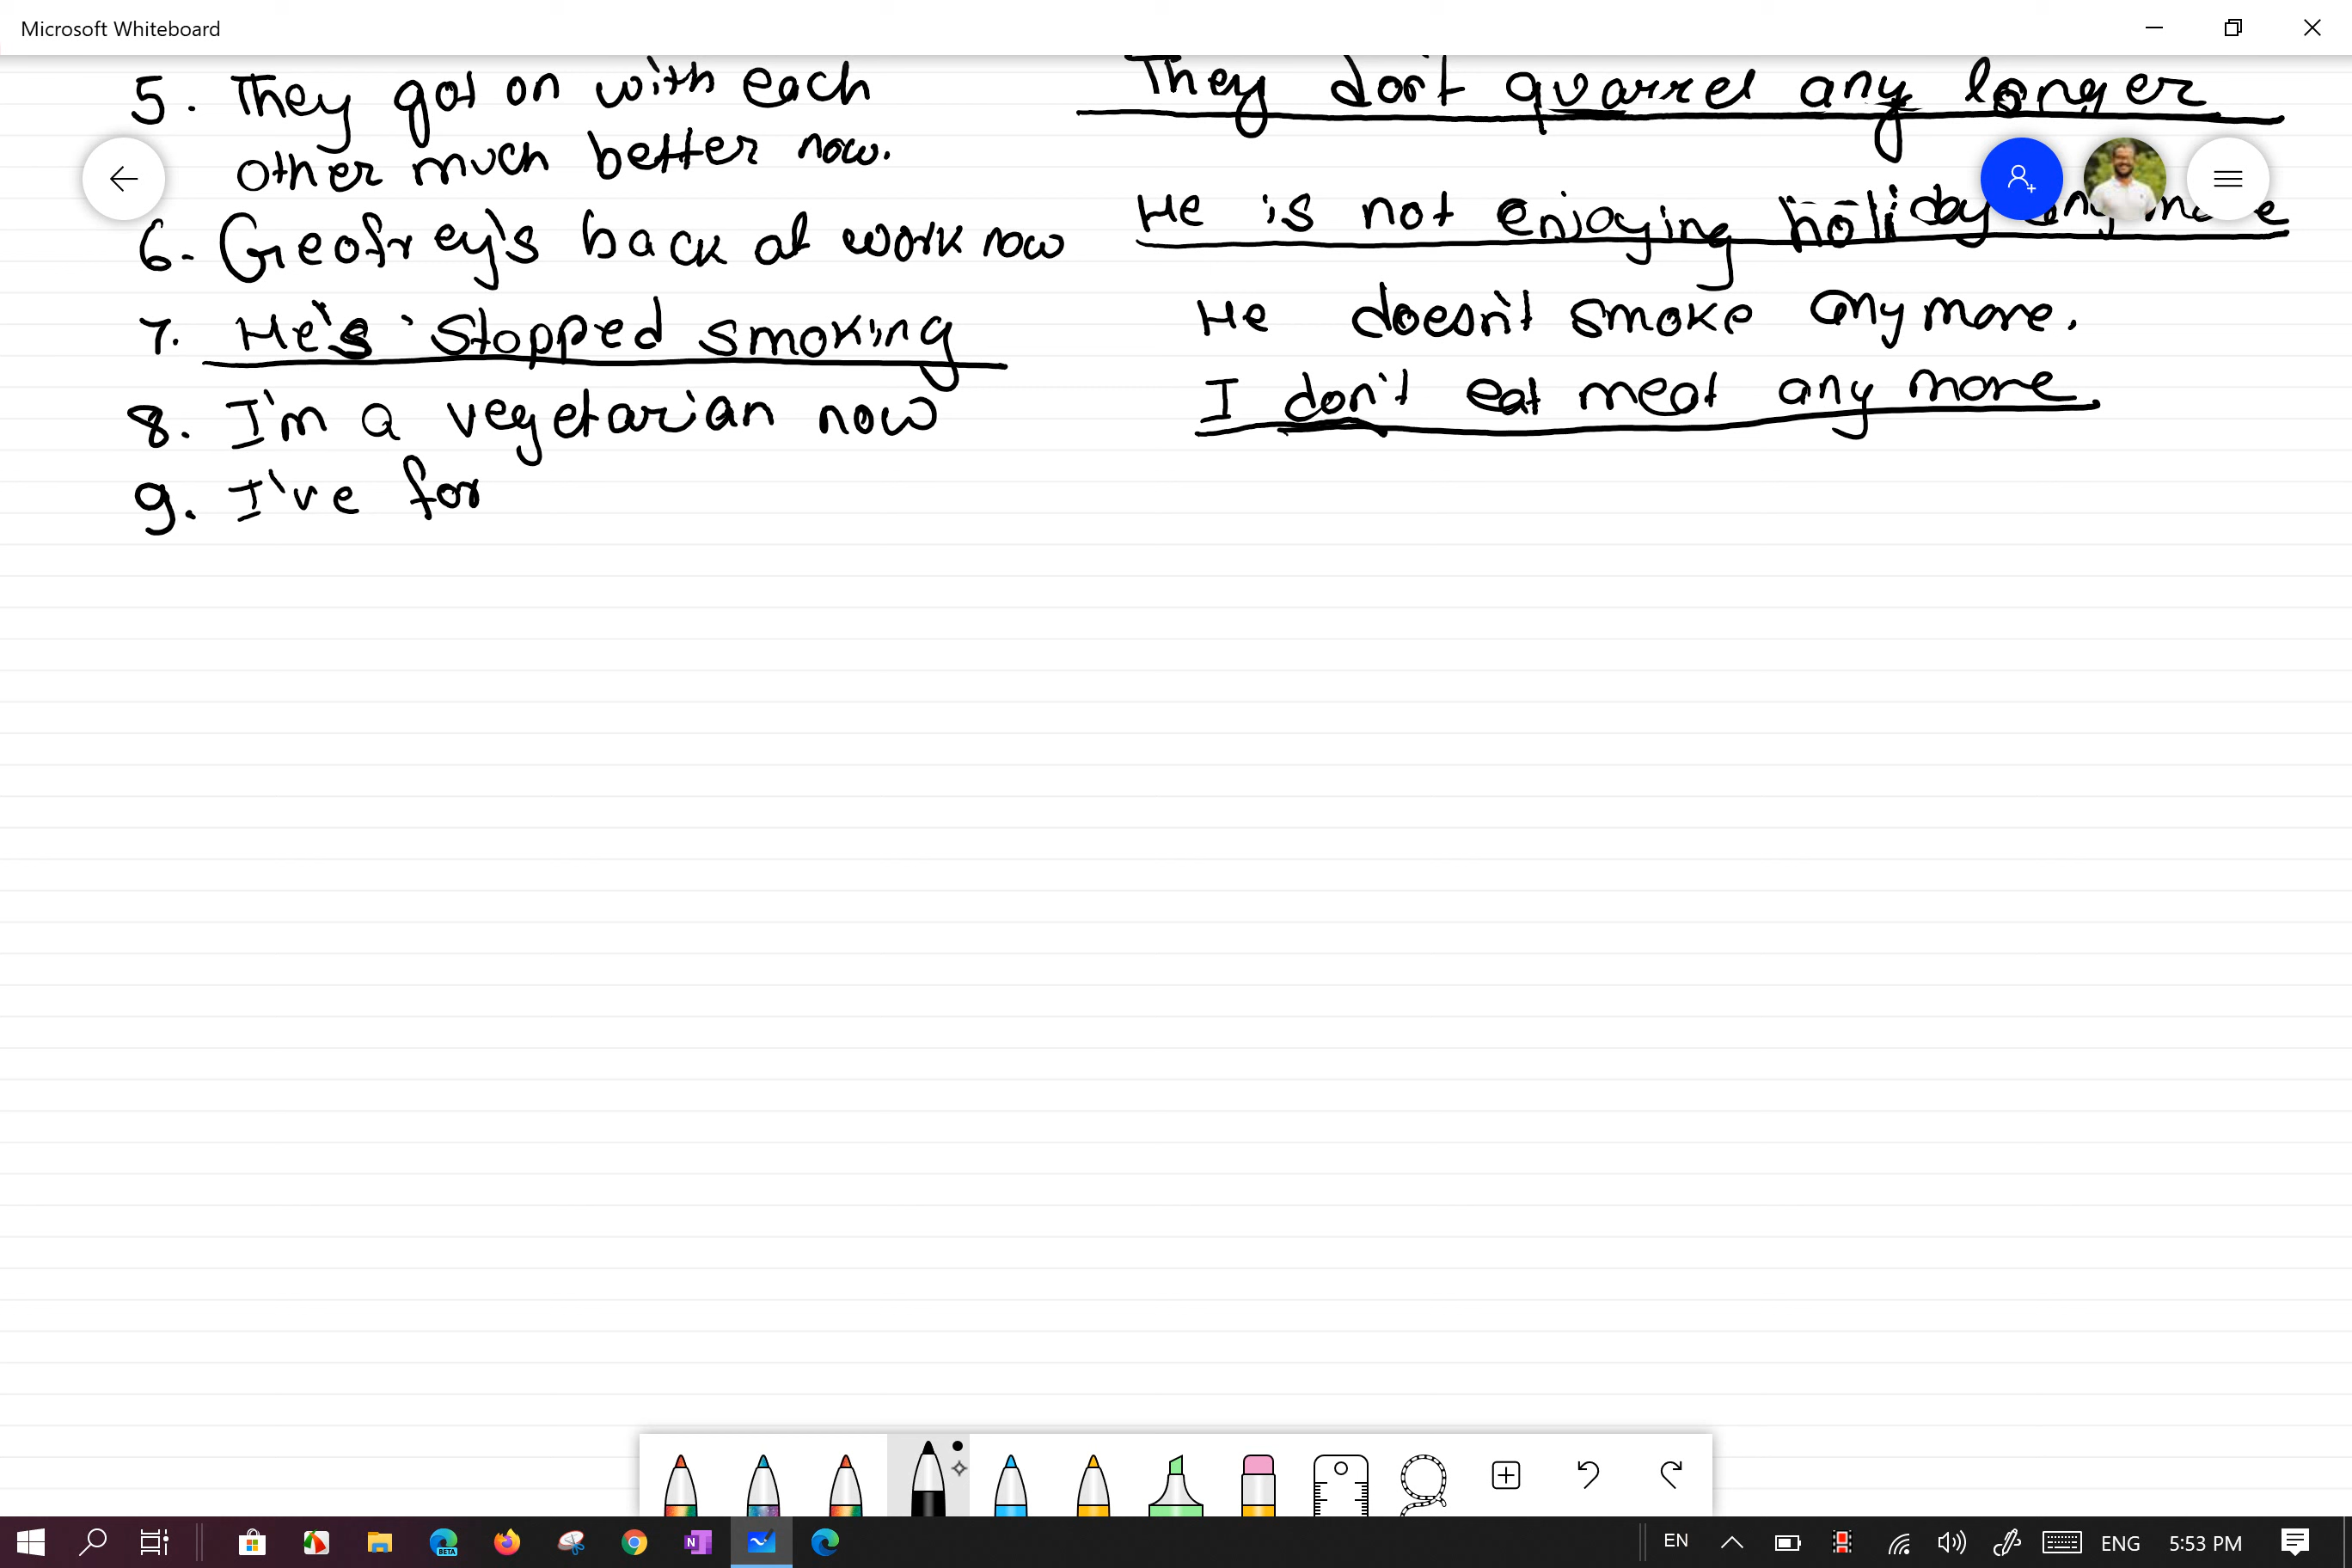 Microsoft Whiteboard
5. They got on with each They don't quarrel any longer
other much better now.
6. Geofrey's back at work now He is not enjoying holiday
7. He's stopped smoking He doesn't smoke anymore.
8. I'm a vegetarian now I don't eat meat any more.
9. I've for
BETA
N
EN ENG 5:53 PM